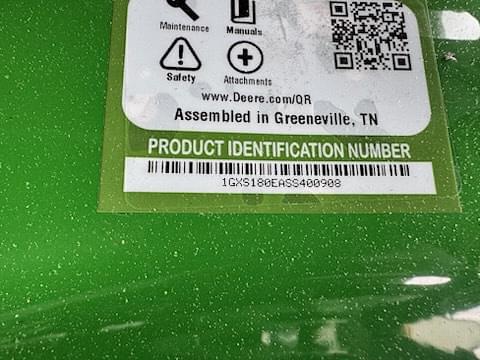 Maintenance Manuals
Safety Attachments
www.Deere.com/QR
Assembled in Greeneville, TN
PRODUCT IDENTIFICATION NUMBER
1GXS180EASS400908